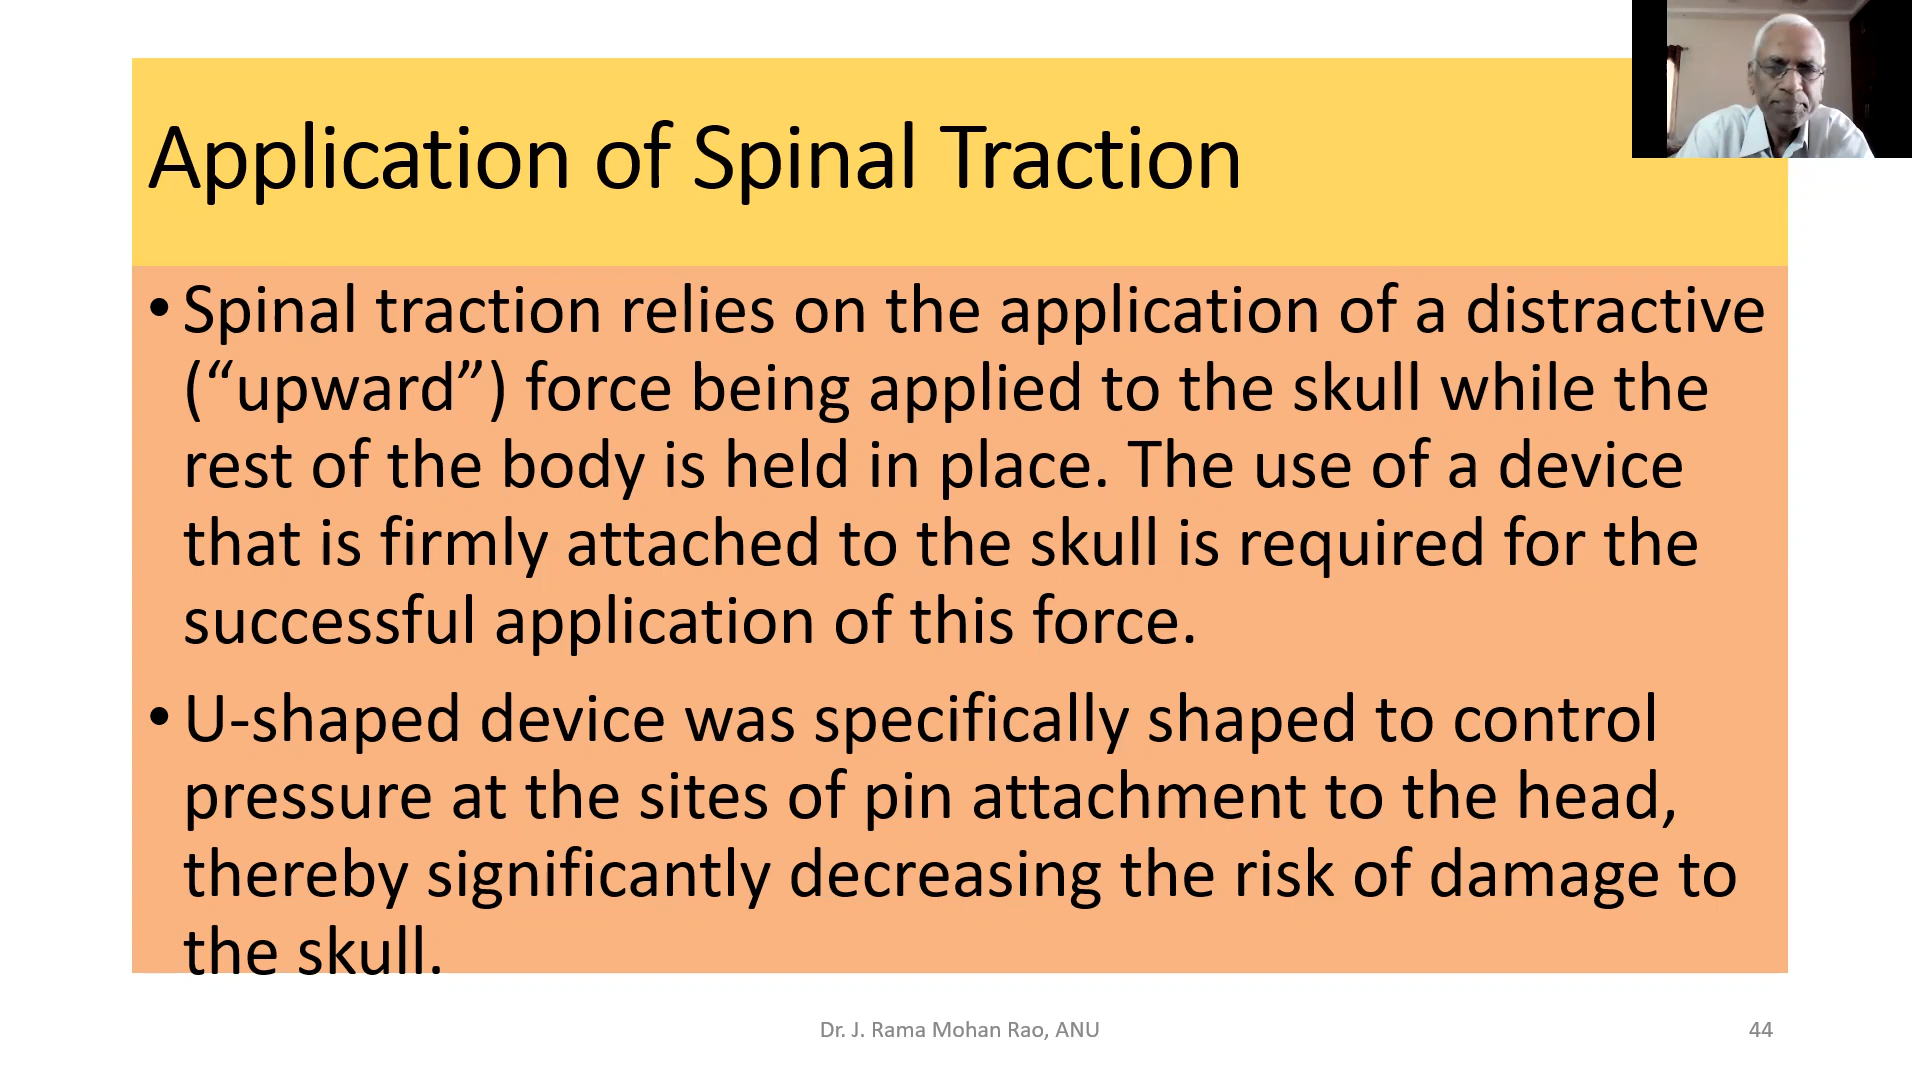 Application of Spinal Traction
• Spinal traction relies on the application of a distractive
(“upward”) force being applied to the skull while the
rest of the body is held in place. The use of a device
that is firmly attached to the skull is required for the
successful application of this force.
• U-shaped device was specifically shaped to control
pressure at the sites of pin attachment to the head,
thereby significantly decreasing the risk of damage to
the skull.
Dr. J. Rama Mohan Rao, ANU
44